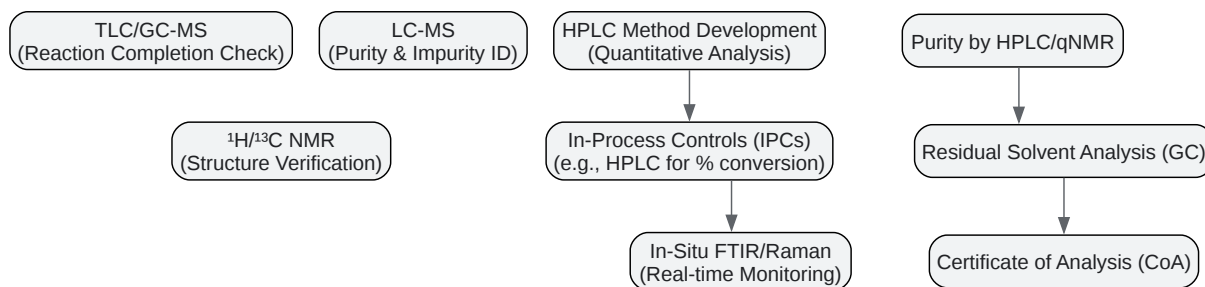 TLC/GC-MS
(Reaction Completion Check)
LC-MS
(Purity & Impurity ID)
HPLC Method Development
(Quantitative Analysis)
Purity by HPLC/qNMR
¹H/¹³C NMR
(Structure Verification)
In-Process Controls (IPCs)
(e.g., HPLC for % conversion)
Residual Solvent Analysis (GC)
In-Situ FTIR/Raman
(Real-time Monitoring)
Certificate of Analysis (CoA)